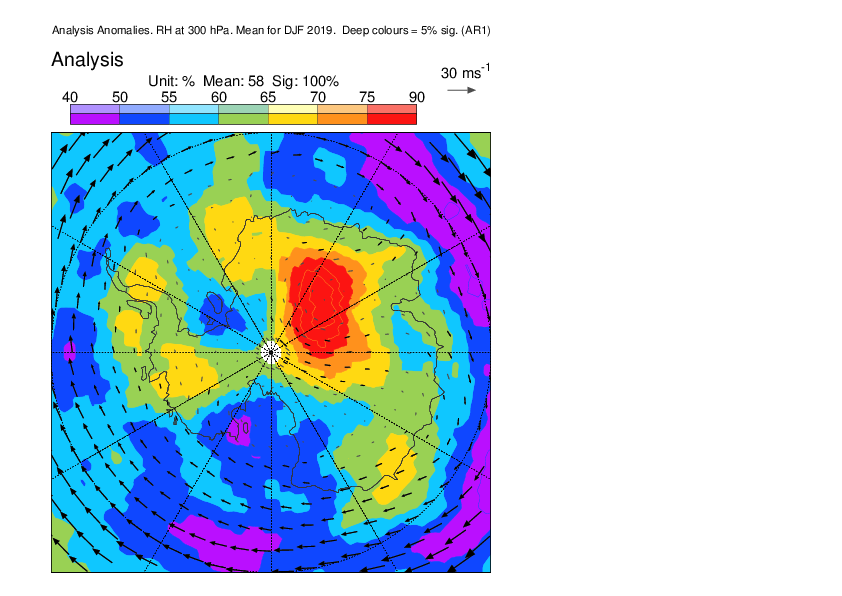 Analysis Anomalies. RH at 300 hPa. Mean for DJF 2019.  Deep colours = 5% sig. (AR1)
Analysis
30 ms⁻¹
Unit: %  Mean: 58  Sig: 100%
40 50 55 60 65 70 75 90